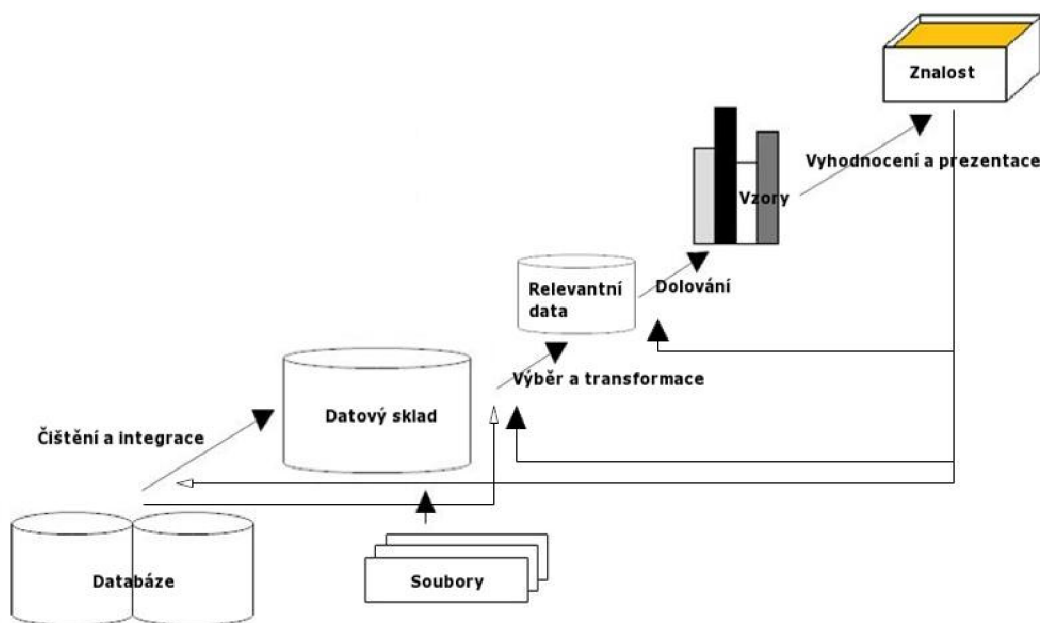 Znalost
Vyhodnocení a prezentace
Vzory
Relevantní
data
Dolování
Výběr a transformace
Datový sklad
Čištění a integrace
Databáze
Soubory